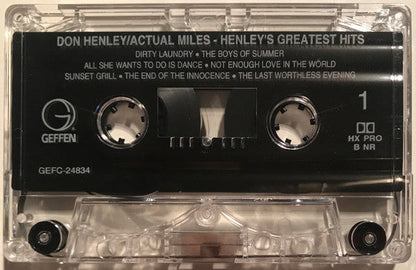 DON HENLEY/ACTUAL MILES - HENLEY'S GREATEST HITS
DIRTY LAUNDRY • THE BOYS OF SUMMER
ALL SHE WANTS TO DO IS DANCE • NOT ENOUGH LOVE IN THE WORLD
SUNSET GRILL • THE END OF THE INNOCENCE • THE LAST WORTHLESS EVENING
G
GEFFEN
1
HX PRO
B NR
GEFC-24834